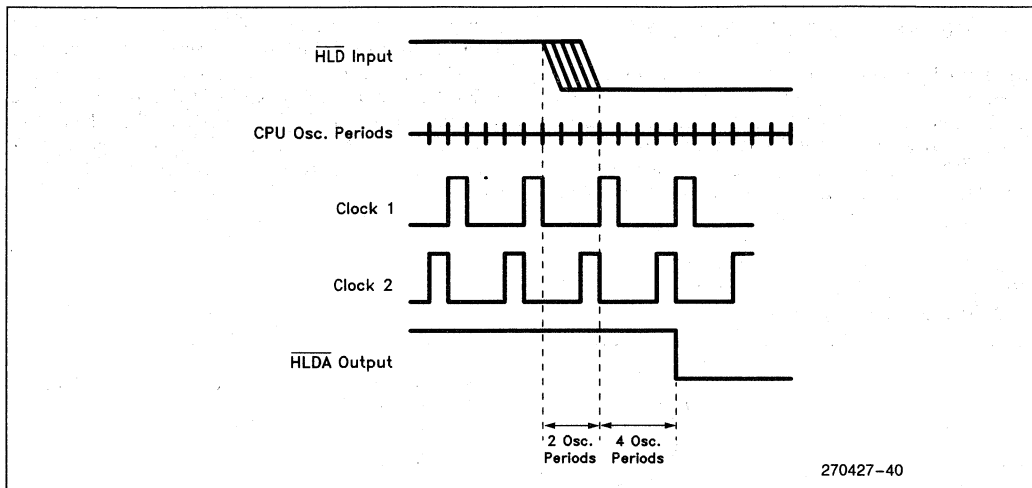 HLD Input
CPU Osc. Periods
Clock 1
Clock 2
HLDA Output
2 Osc.
Periods
4 Osc.
Periods
270427-40